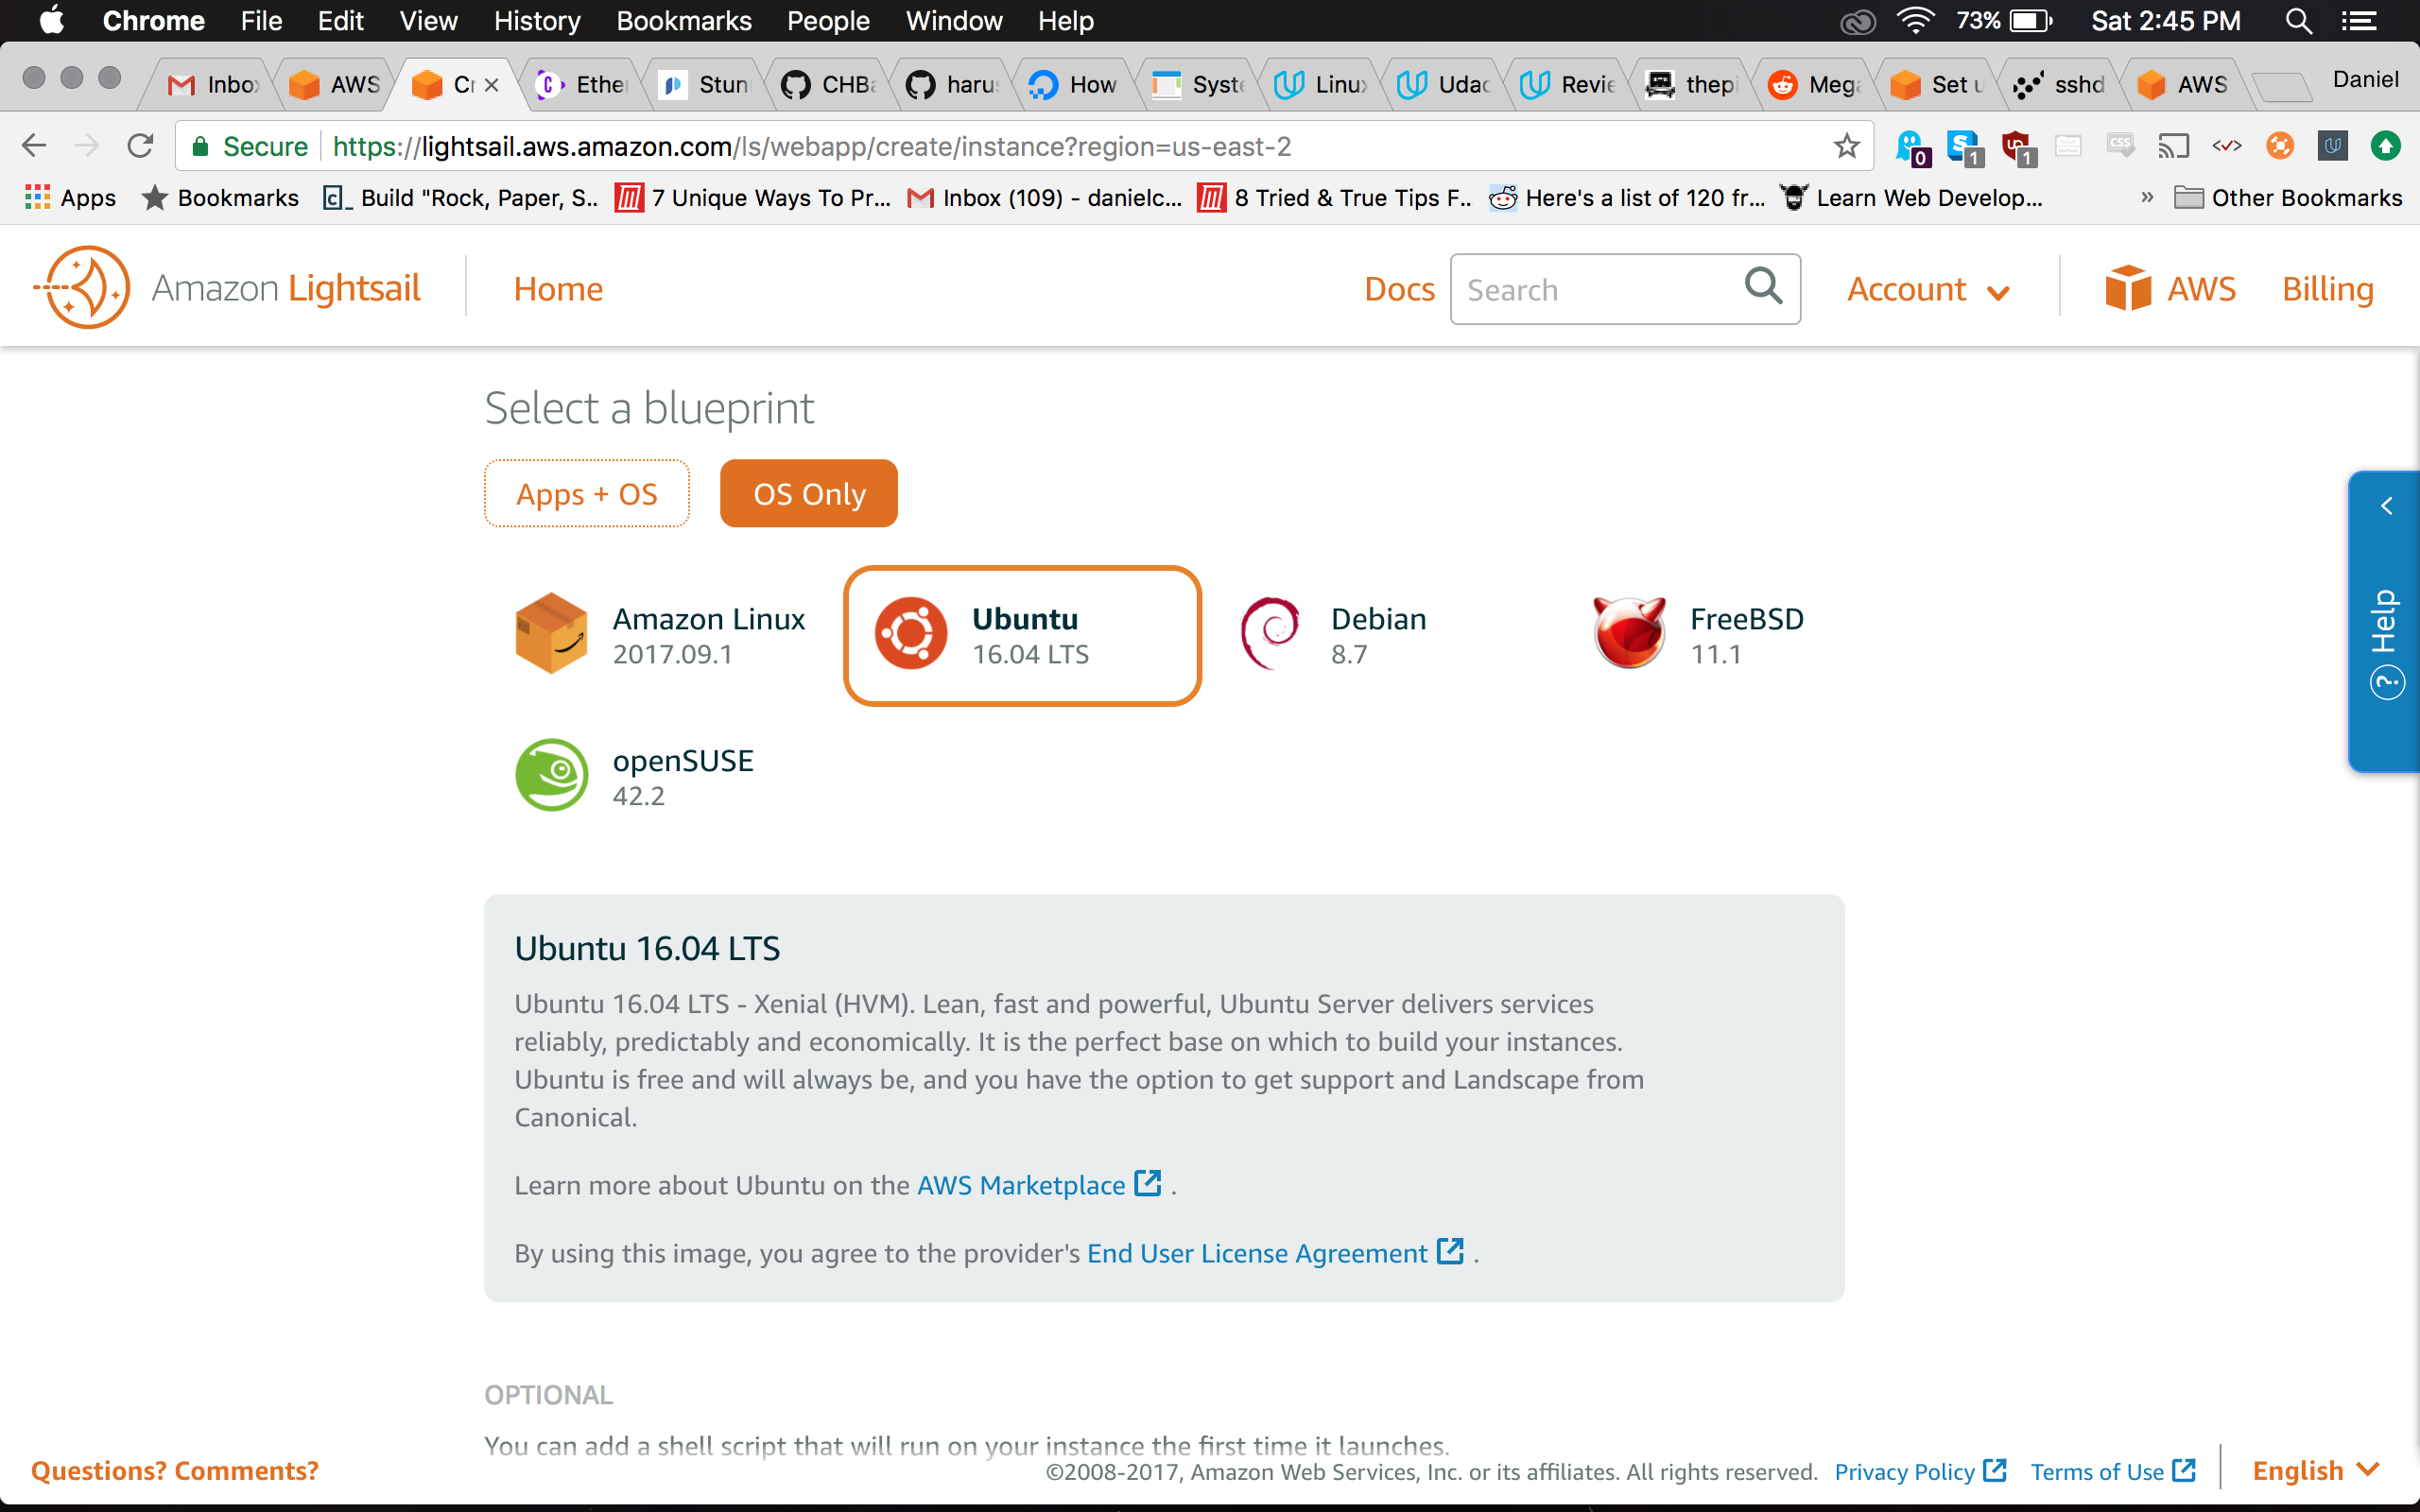 Chrome File Edit View History Bookmarks People Window Help 73% Sat 2:45 PM
Inbo AWS Cr Ethe Stun CHBa haru How Syste Linu Udac Revie thepi Mega Set u sshd AWS Daniel
Secure https://lightsail.aws.amazon.com/ls/webapp/create/instance?region=us-east-2 0 1 1
Apps Bookmarks Build "Rock, Paper, S.. 7 Unique Ways To Pr... Inbox (109) - danielc... 8 Tried & True Tips F.. Here's a list of 120 fr... Learn Web Develop... » Other Bookmarks
Amazon Lightsail Home Docs Search Account AWS Billing
Select a blueprint
Apps + OS OS Only
Amazon Linux
2017.09.1
Ubuntu
16.04 LTS
Debian
8.7
FreeBSD
11.1
openSUSE
42.2
? Help
Ubuntu 16.04 LTS
Ubuntu 16.04 LTS - Xenial (HVM). Lean, fast and powerful, Ubuntu Server delivers services
reliably, predictably and economically. It is the perfect base on which to build your instances.
Ubuntu is free and will always be, and you have the option to get support and Landscape from
Canonical.
Learn more about Ubuntu on the AWS Marketplace .
By using this image, you agree to the provider's End User License Agreement .
OPTIONAL
You can add a shell script that will run on your instance the first time it launches.
Questions? Comments? ©2008-2017, Amazon Web Services, Inc. or its affiliates. All rights reserved. Privacy Policy Terms of Use English